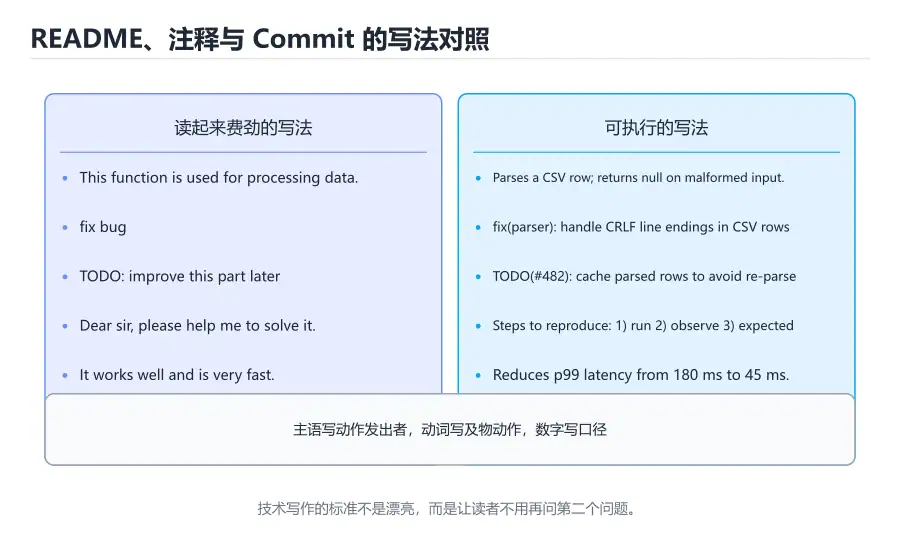 README、注释与 Commit 的写法对照
读起来费劲的写法
• This function is used for processing data.
• fix bug
• TODO: improve this part later
• Dear sir, please help me to solve it.
• It works well and is very fast.
可执行的写法
• Parses a CSV row; returns null on malformed input.
• fix(parser): handle CRLF line endings in CSV rows
• TODO(#482): cache parsed rows to avoid re-parse
• Steps to reproduce: 1) run 2) observe 3) expected
• Reduces p99 latency from 180 ms to 45 ms.
主语写动作发出者，动词写及物动作，数字写口径
技术写作的标准不是漂亮，而是让读者不用再问第二个问题。